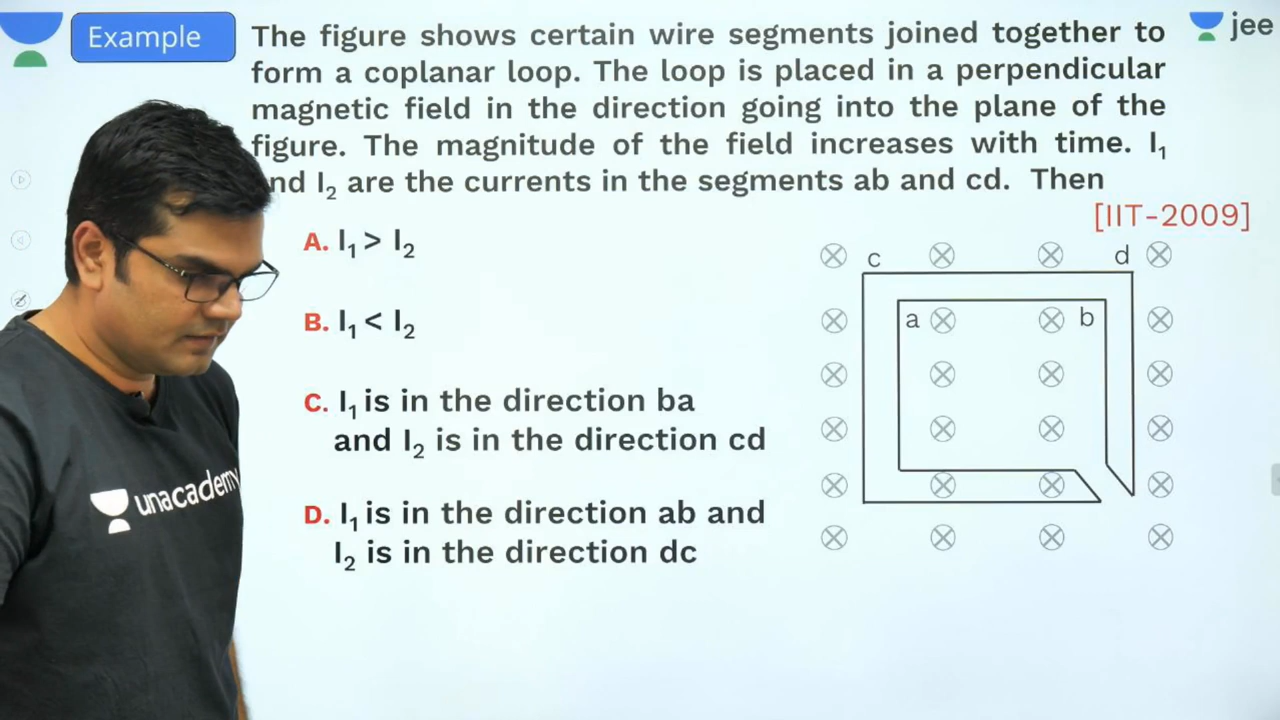 Example
The figure shows certain wire segments joined together to
form a coplanar loop. The loop is placed in a perpendicular
magnetic field in the direction going into the plane of the
figure. The magnitude of the field increases with time. I₁
nd I₂ are the currents in the segments ab and cd. Then
[IIT-2009]
A. I₁ > I₂
B. I₁ < I₂
C. I₁ is in the direction ba
and I₂ is in the direction cd
D. I₁ is in the direction ab and
I₂ is in the direction dc
c d
a b
jee
unacademy